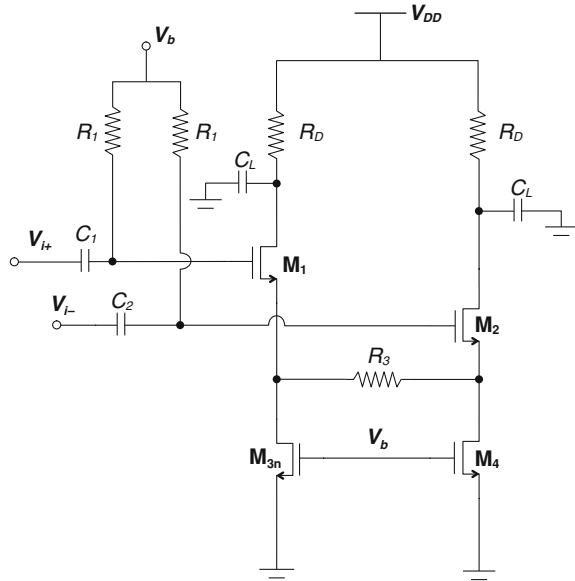 V_DD
V_b
R_1
R_1
R_D
R_D
C_L
C_L
V_i+
C_1
M_1
V_i−
C_2
M_2
R_3
V_b
M_3n
M_4